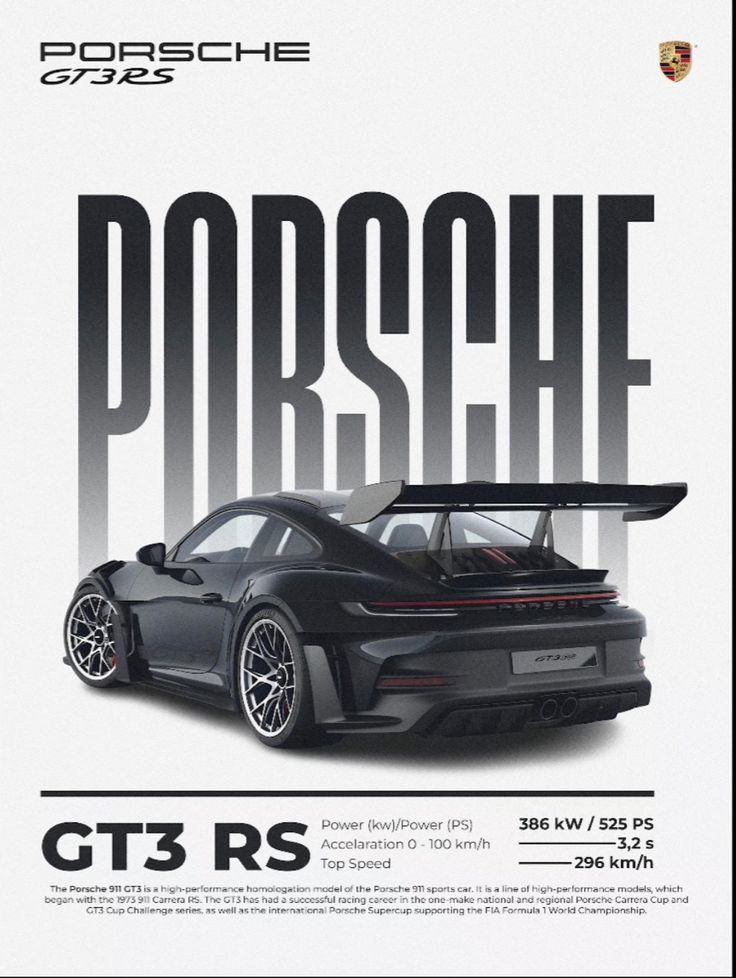 PORSCHE
GT3RS
PORSCHE
PORSCHE
GT3RS
GT3 RS
Power (kw)/Power (PS) 386 kW / 525 PS
Accelaration 0 - 100 km/h 3,2 s
Top Speed 296 km/h
The Porsche 911 GT3 is a high-performance homologation model of the Porsche 911 sports car. It is a line of high-performance models, which
began with the 1973 911 Carrera RS. The GT3 has had a successful racing career in the one-make national and regional Porsche Carrera Cup and
GT3 Cup Challenge series, as well as the international Porsche Supercup supporting the FIA Formula 1 World Championship.